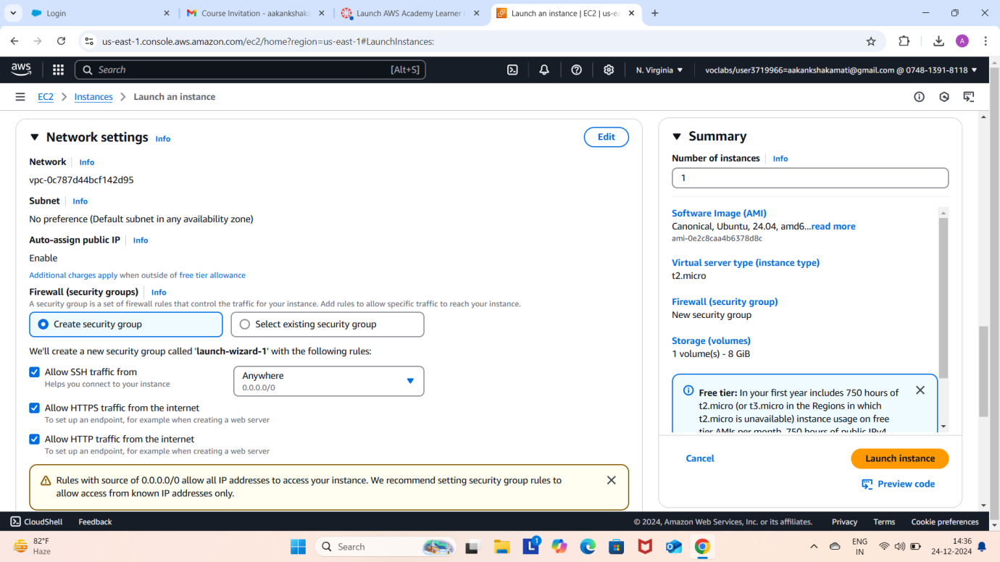 Login
Course Invitation - aakanksha
Launch AWS Academy Learner
Launch an instance | EC2 | us-ea
us-east-1.console.aws.amazon.com/ec2/home?region=us-east-1#LaunchInstances:
A
aws
Search
[Alt+S]
N. Virginia
voclabs/user3719966=aakankshakamati@gmail.com @ 0748-1391-8118
EC2
Instances
Launch an instance
Network settings Info
Edit
Network Info
vpc-0c787d44bcf142d95
Subnet Info
No preference (Default subnet in any availability zone)
Auto-assign public IP Info
Enable
Additional charges apply when outside of free tier allowance
Firewall (security groups) Info
A security group is a set of firewall rules that control the traffic for your instance. Add rules to allow specific traffic to reach your instance.
Create security group
Select existing security group
We'll create a new security group called 'launch-wizard-1' with the following rules:
Allow SSH traffic from
Helps you connect to your instance
Anywhere
0.0.0.0/0
Allow HTTPS traffic from the internet
To set up an endpoint, for example when creating a web server
Allow HTTP traffic from the internet
To set up an endpoint, for example when creating a web server
Rules with source of 0.0.0.0/0 allow all IP addresses to access your instance. We recommend setting security group rules to
allow access from known IP addresses only.
Summary
Number of instances Info
1
Software Image (AMI)
Canonical, Ubuntu, 24.04, amd6...read more
ami-0e2c8caa4b6378d8c
Virtual server type (instance type)
t2.micro
Firewall (security group)
New security group
Storage (volumes)
1 volume(s) - 8 GiB
Free tier: In your first year includes 750 hours of
t2.micro (or t3.micro in the Regions in which
t2.micro is unavailable) instance usage on free
tier AMIs per month, 750 hours of public IPv4
Cancel
Launch instance
Preview code
CloudShell
Feedback
© 2024, Amazon Web Services, Inc. or its affiliates.
Privacy
Terms
Cookie preferences
82°F
Haze
Search
L
1
ENG
IN
14:36
24-12-2024